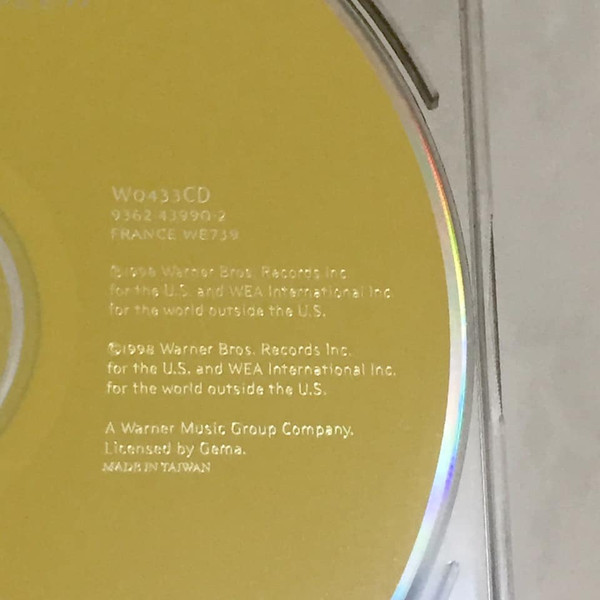 W0433CD
9362 43990-2
FRANCE WE739
℗1998 Warner Bros. Records Inc.
for the U.S. and WEA International Inc.
for the world outside the U.S.
©1998 Warner Bros. Records Inc.
for the U.S. and WEA International Inc.
for the world outside the U.S.
A Warner Music Group Company.
Licensed by Gema.
MADE IN TAIWAN